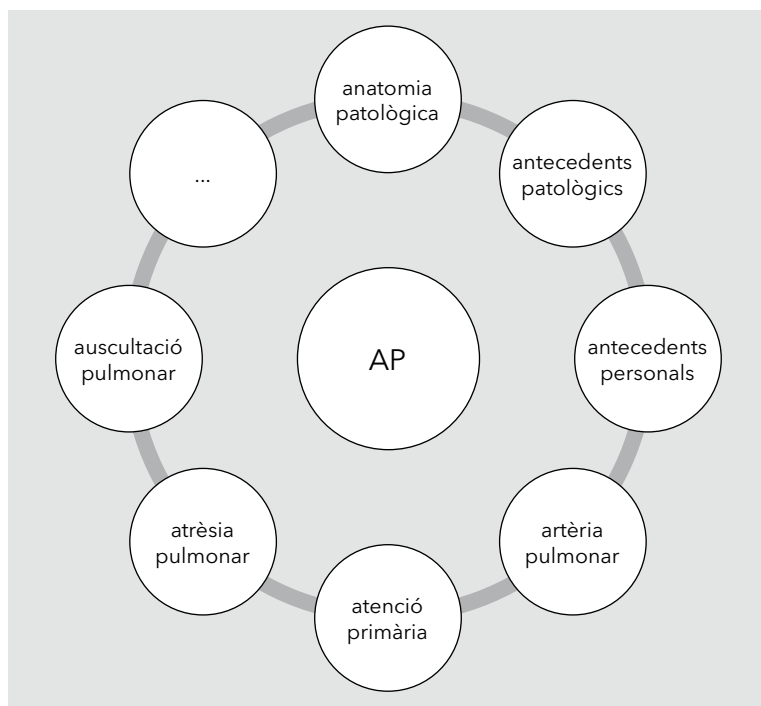 anatomia
patològica
antecedents
patològics
antecedents
personals
artèria
pulmonar
atenció
primària
atrèsia
pulmonar
auscultació
pulmonar
...
AP